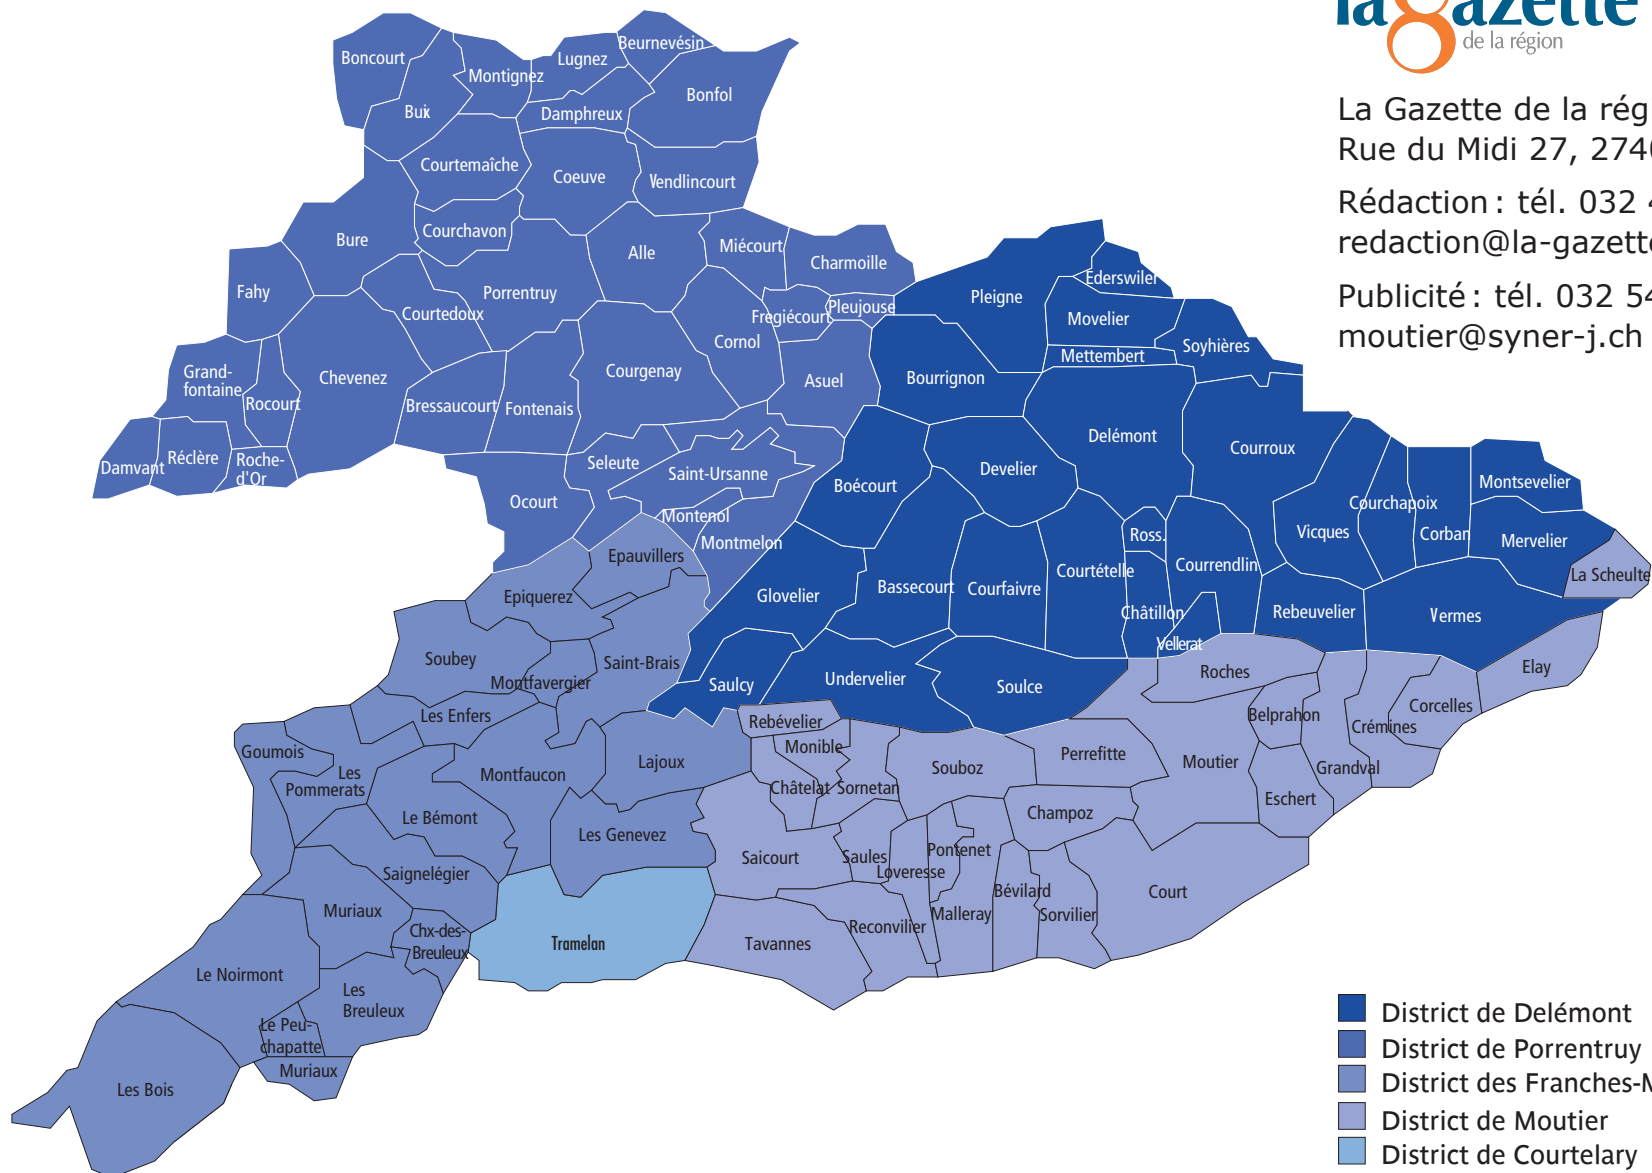 la gazette
de la région
La Gazette de la rég
Rue du Midi 27, 274
Rédaction : tél. 032 4
redaction@la-gazette
Publicité : tél. 032 54
moutier@syner-j.ch
Boncourt
Buix
Montignez
Lugnez
Beurnevésin
Bonfol
Damphreux
Courtemaîche
Coeuve
Vendlincourt
Bure
Courchavon
Alle
Miécourt
Charmoille
Fahy
Porrentruy
Courtedoux
Fregiécourt
Pleujouse
Cornol
Grand-
fontaine
Rocourt
Chevenez
Bressaucourt
Fontenais
Courgenay
Asuel
Damvant
Réclère
Roche-
d'Or
Ocourt
Seleute
Saint-Ursanne
Montenol
Montmelon
Pleigne
Ederswiler
Movelier
Mettembert
Soyhières
Bourrignon
Delémont
Courroux
Develier
Boécourt
Montsevelier
Courchapoix
Vicques
Corban
Mervelier
La Scheulte
Ross.
Courrendlin
Courtételle
Bassecourt
Courfaivre
Glovelier
Châtillon
Vellerat
Rebeuvelier
Vermes
Saulcy
Undervelier
Soulce
Epauvillers
Epiquerez
Soubey
Saint-Brais
Montfavergier
Les Enfers
Goumois
Les
Pommerats
Montfaucon
Lajoux
Le Bémont
Les Genevez
Saignelégier
Muriaux
Chx-des-
Breuleux
Le Noirmont
Les
Breuleux
Le Peu-
chapatte
Muriaux
Les Bois
Tramelan
Roches
Elay
Rebévelier
Monible
Châtelat
Sornetan
Souboz
Perrefitte
Moutier
Belprahon
Crémines
Corcelles
Grandval
Eschert
Champoz
Saicourt
Saules
Loveresse
Pontenet
Bévilard
Malleray
Sorvilier
Court
Tavannes
Reconvilier
District de Delémont
District de Porrentruy
District des Franches-M
District de Moutier
District de Courtelary